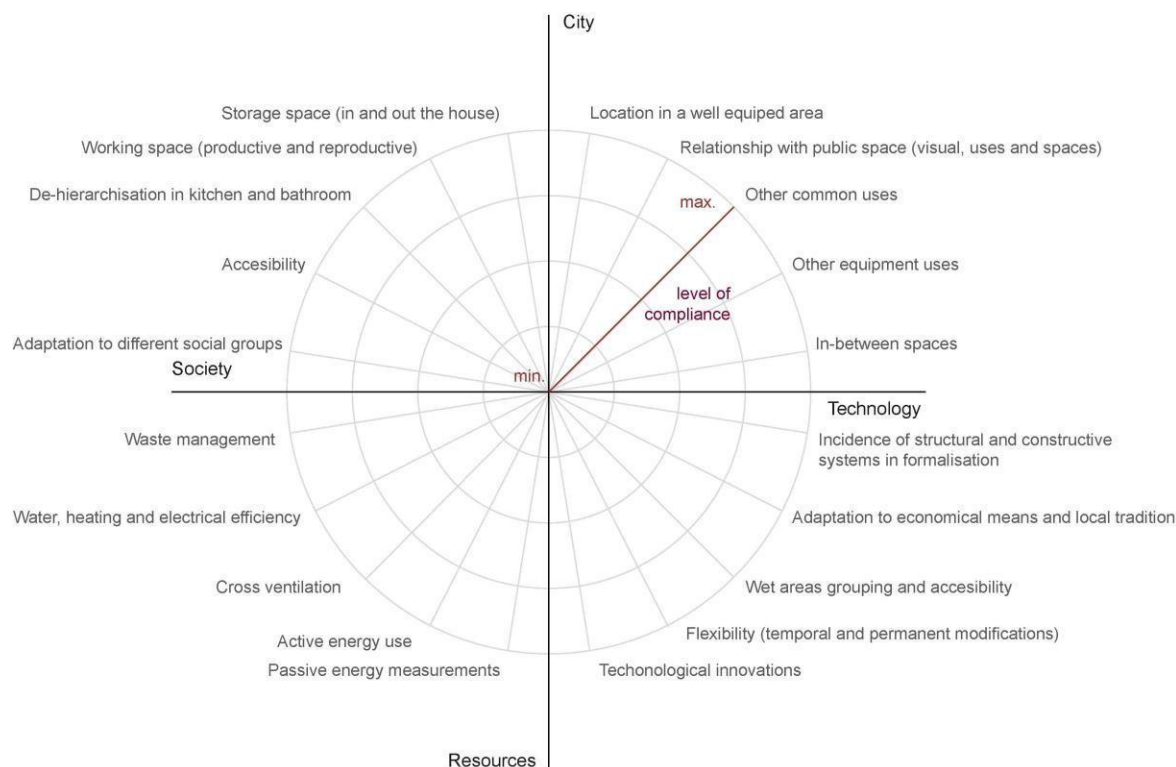 City
Storage space (in and out the house)
Location in a well equiped area
Working space (productive and reproductive)
Relationship with public space (visual, uses and spaces)
De-hierarchisation in kitchen and bathroom
max.
Other common uses
Accesibility
Other equipment uses
level of
compliance
Adaptation to different social groups
In-between spaces
Society
min.
Technology
Waste management
Incidence of structural and constructive
systems in formalisation
Water, heating and electrical efficiency
Adaptation to economical means and local tradition
Cross ventilation
Wet areas grouping and accesibility
Active energy use
Flexibility (temporal and permanent modifications)
Passive energy measurements
Techonological innovations
Resources